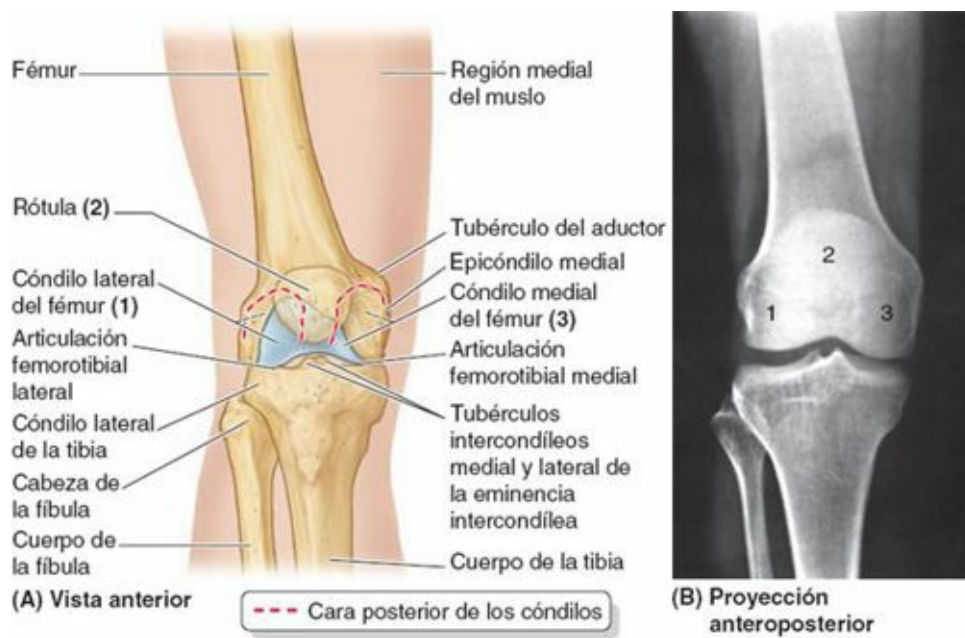 Fémur
Región medial
del muslo
Rótula (2)
Tubérculo del aductor
Epicóndilo medial
Cóndilo lateral
del fémur (1)
Cóndilo medial
del fémur (3)
Articulación
femorotibial
lateral
Articulación
femorotibial medial
Cóndilo lateral
de la tibia
Tubérculos
intercondíleos
medial y lateral de
la eminencia
intercondílea
Cabeza de
la fíbula
Cuerpo de
la fíbula
Cuerpo de la tibia
(A) Vista anterior
Cara posterior de los cóndilos
2
1
3
(B) Proyección
anteroposterior